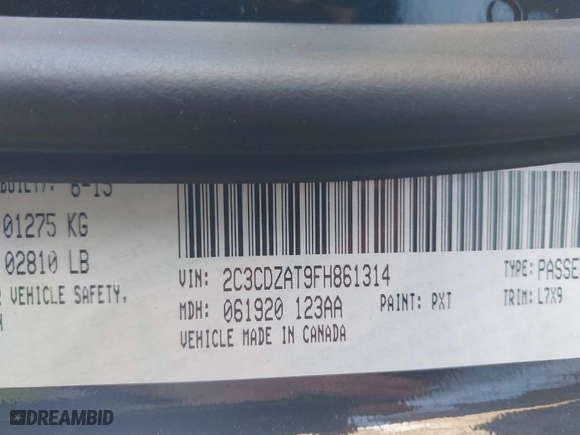 6-15
01275 KG
02810 LB
VEHICLE SAFETY,
VIN: 2C3CDZAT9FH861314 TYPE: PASSE
MDH: 061920 123AA PAINT: PXT TRIM: L7X9
VEHICLE MADE IN CANADA
DREAMBID